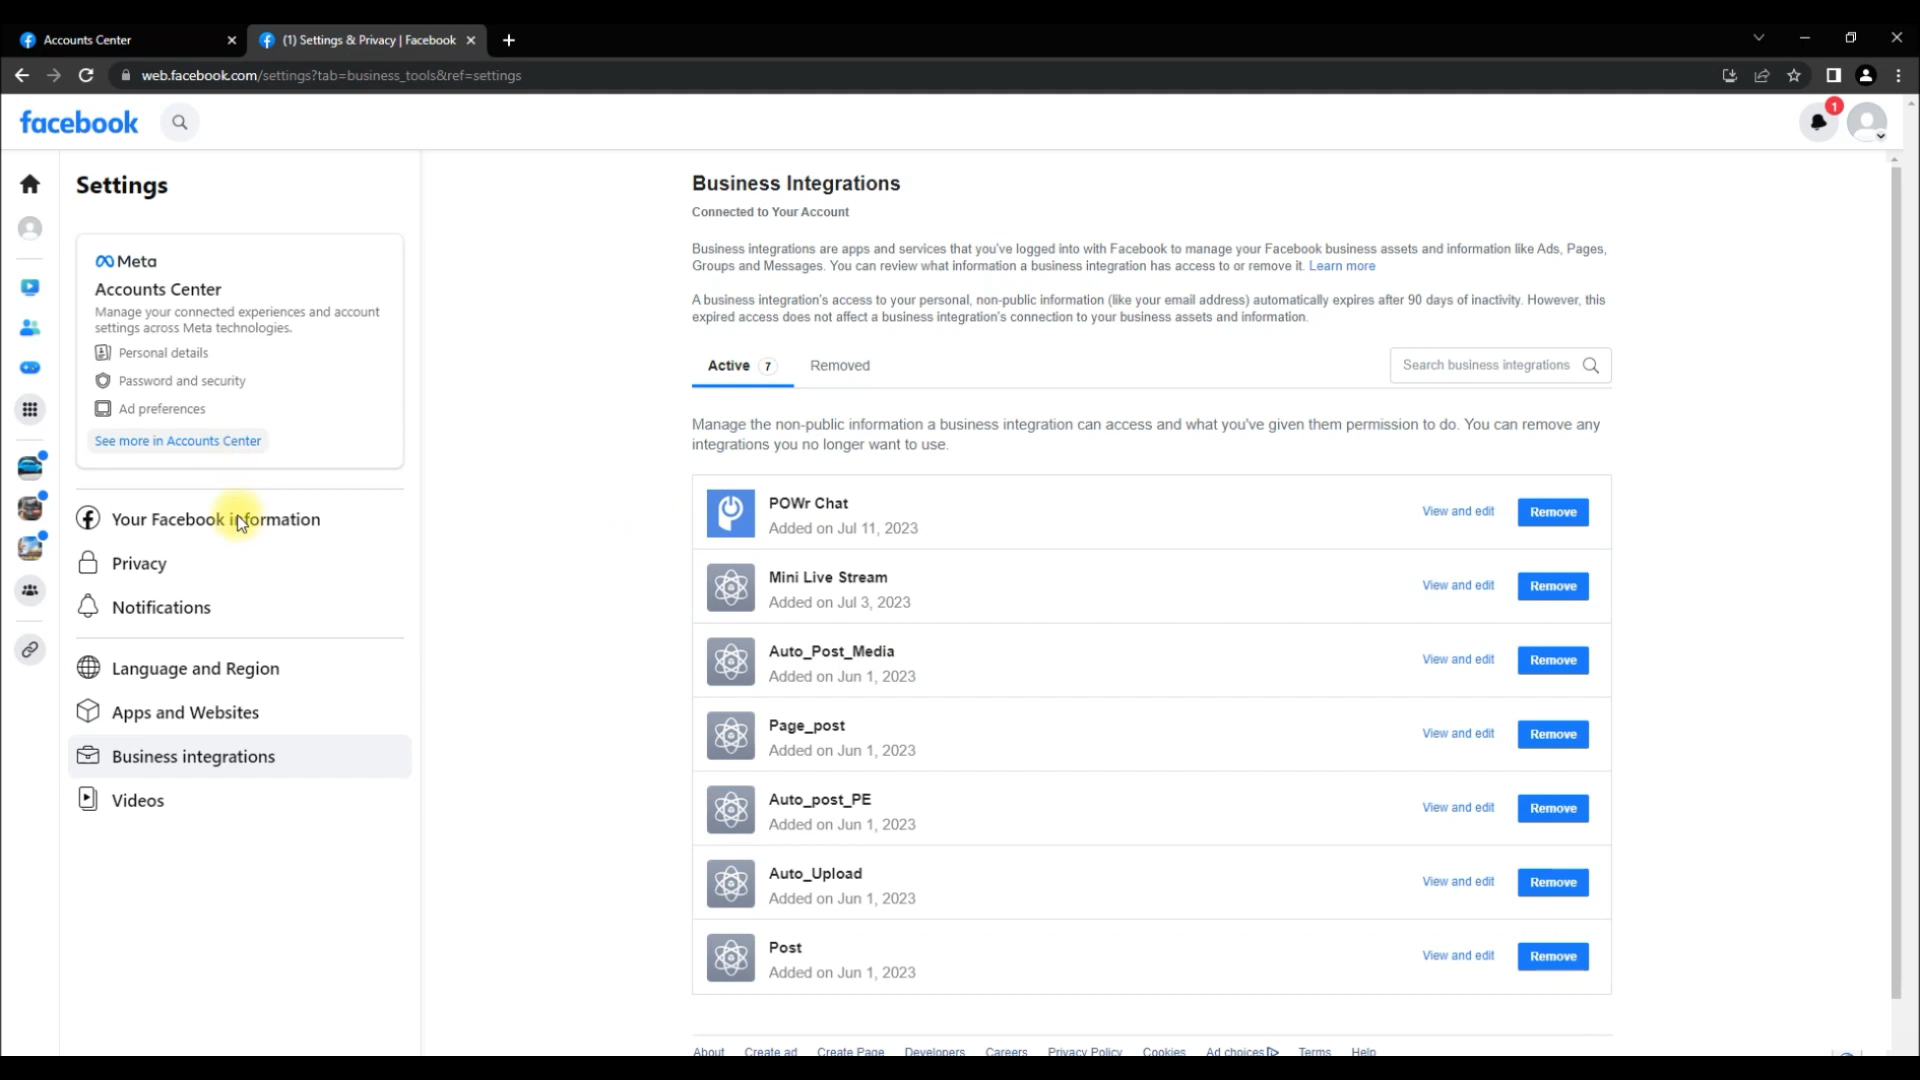 Accounts Center
(1) Settings & Privacy | Facebook
web.facebook.com/settings?tab=business_tools&ref=settings
facebook
1
Settings
Meta
Accounts Center
Manage your connected experiences and account
settings across Meta technologies.
Personal details
Password and security
Ad preferences
See more in Accounts Center
Your Facebook information
Privacy
Notifications
Language and Region
Apps and Websites
Business integrations
Videos
Business Integrations
Connected to Your Account
Business integrations are apps and services that you've logged into with Facebook to manage your Facebook business assets and information like Ads, Pages,
Groups and Messages. You can review what information a business integration has access to or remove it. Learn more
A business integration's access to your personal, non-public information (like your email address) automatically expires after 90 days of inactivity. However, this
expired access does not affect a business integration's connection to your business assets and information.
Active 7 Removed Search business integrations
Manage the non-public information a business integration can access and what you've given them permission to do. You can remove any
integrations you no longer want to use.
POWr Chat
Added on Jul 11, 2023
View and edit Remove
Mini Live Stream
Added on Jul 3, 2023
View and edit Remove
Auto_Post_Media
Added on Jun 1, 2023
View and edit Remove
Page_post
Added on Jun 1, 2023
View and edit Remove
Auto_post_PE
Added on Jun 1, 2023
View and edit Remove
Auto_Upload
Added on Jun 1, 2023
View and edit Remove
Post
Added on Jun 1, 2023
View and edit Remove
About Create ad Create Page Developers Careers Privacy Policy Cookies Ad choices Terms Help